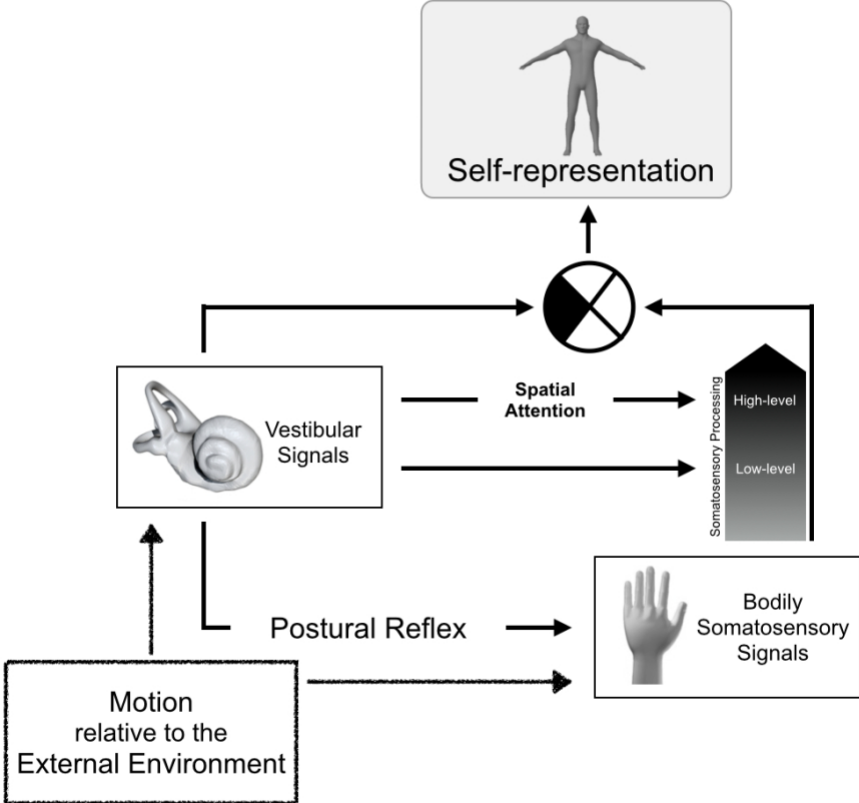 Self-representation
Spatial
Attention
Vestibular
Signals
Somatosensory Processing
High-level
Low-level
Postural Reflex
Bodily
Somatosensory
Signals
Motion
relative to the
External Environment